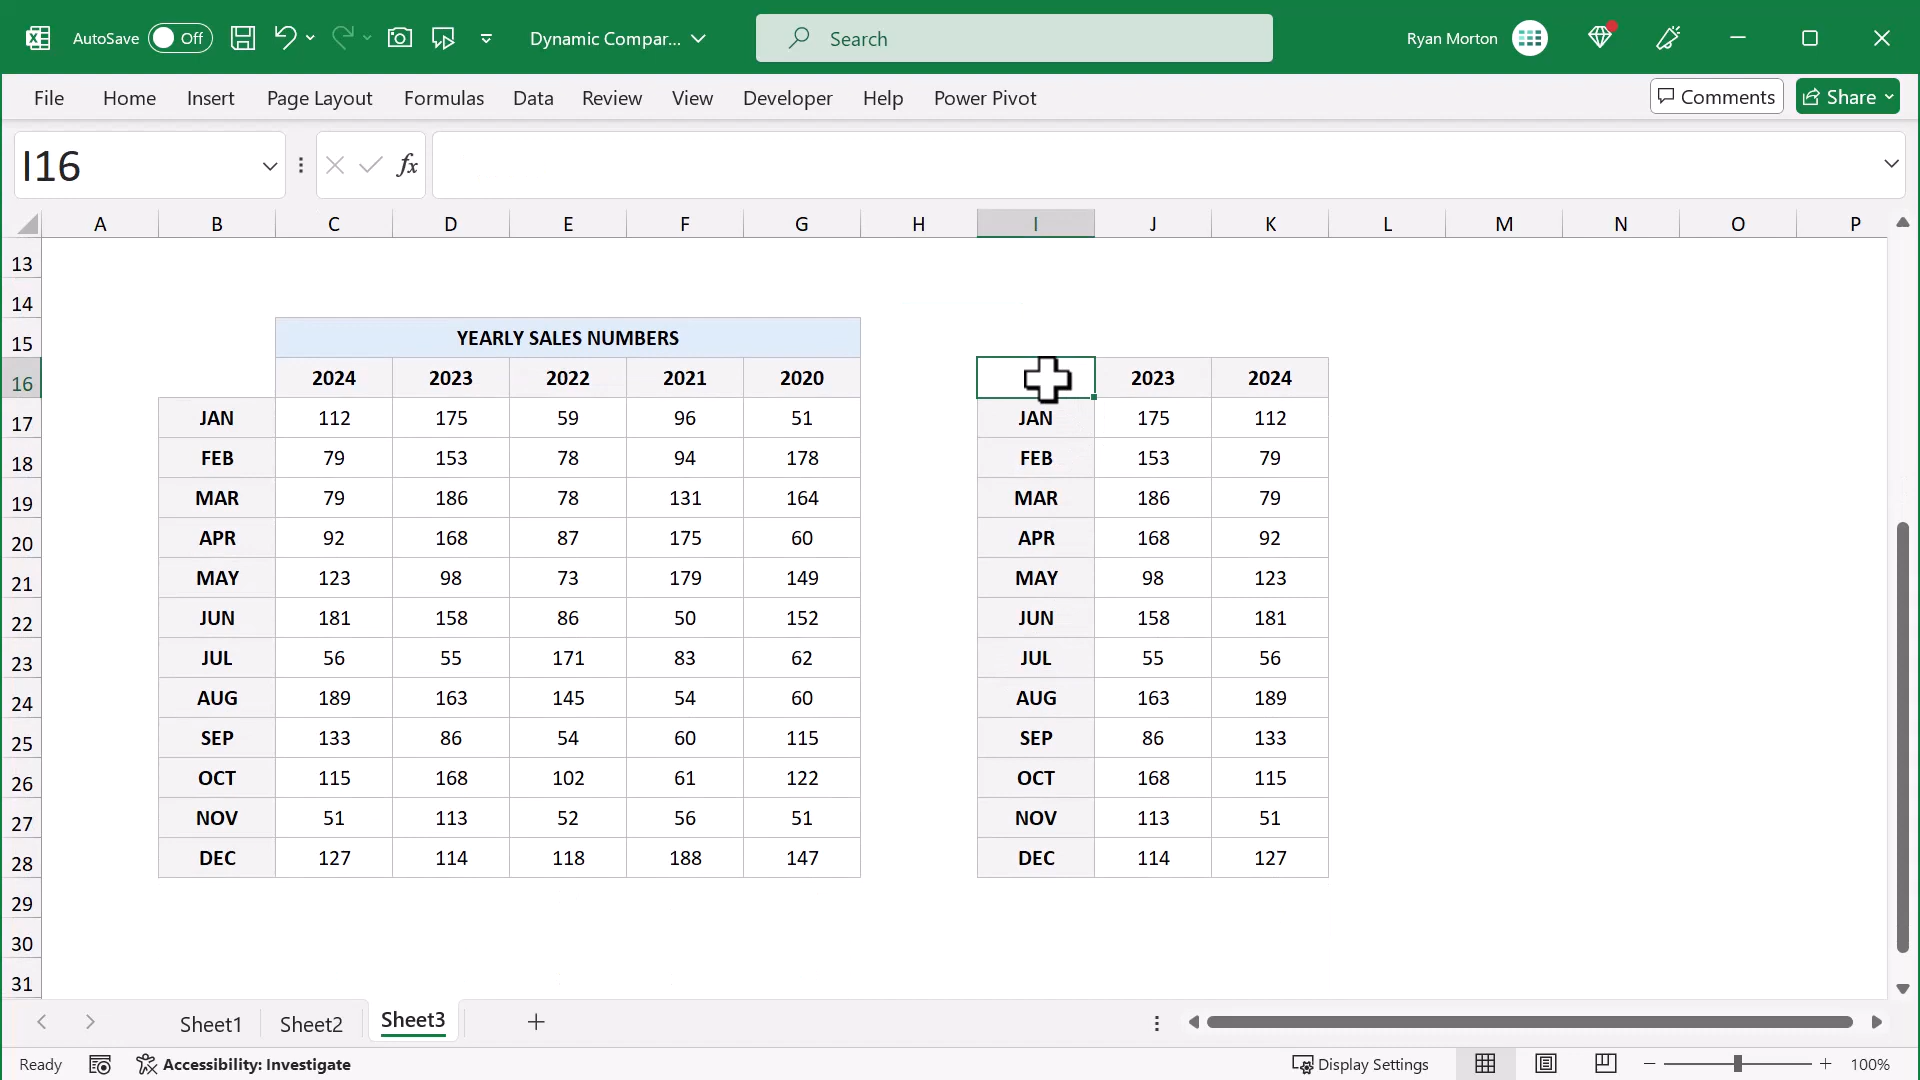 AutoSave Off Dynamic Compar... Search Ryan Morton
File Home Insert Page Layout Formulas Data Review View Developer Help Power Pivot Comments Share
I16 fx
A B C D E F G H I J K L M N O P
13
14
15 YEARLY SALES NUMBERS
16 2024 2023 2022 2021 2020 2023 2024
17 JAN 112 175 59 96 51 JAN 175 112
18 FEB 79 153 78 94 178 FEB 153 79
19 MAR 79 186 78 131 164 MAR 186 79
20 APR 92 168 87 175 60 APR 168 92
21 MAY 123 98 73 179 149 MAY 98 123
22 JUN 181 158 86 50 152 JUN 158 181
23 JUL 56 55 171 83 62 JUL 55 56
24 AUG 189 163 145 54 60 AUG 163 189
25 SEP 133 86 54 60 115 SEP 86 133
26 OCT 115 168 102 61 122 OCT 168 115
27 NOV 51 113 52 56 51 NOV 113 51
28 DEC 127 114 118 188 147 DEC 114 127
29
30
31
Sheet1 Sheet2 Sheet3
Ready Accessibility: Investigate Display Settings 100%